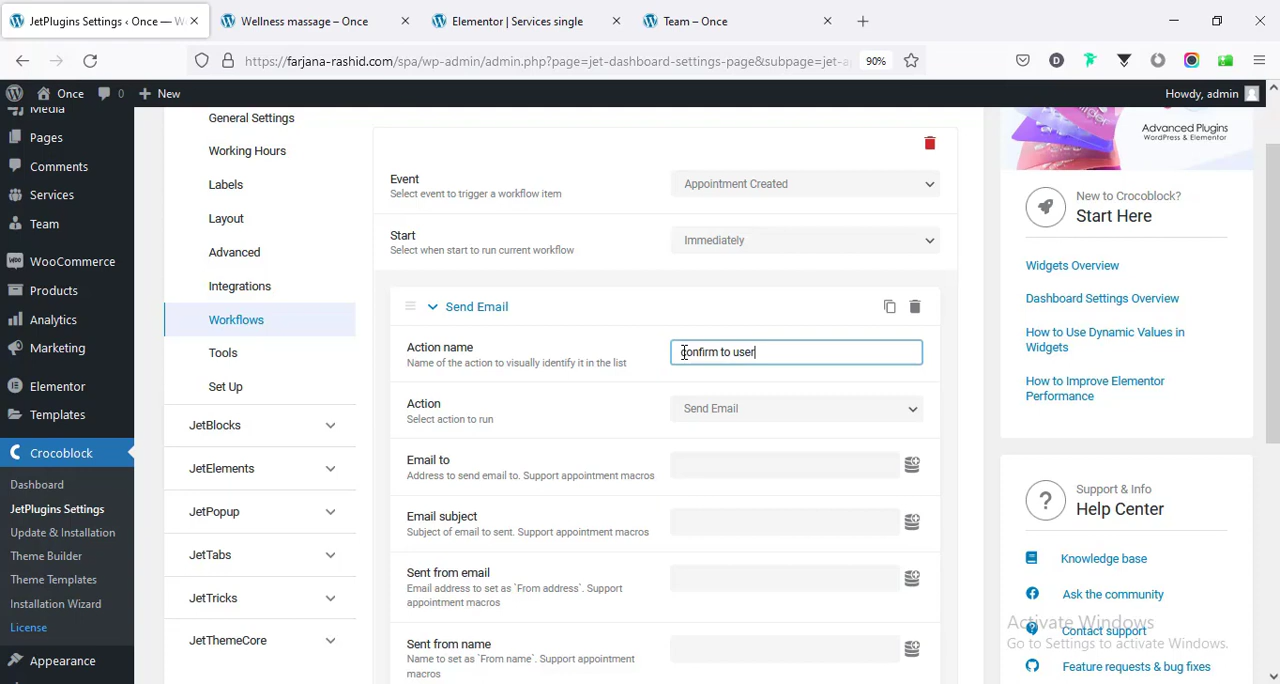 JetPlugins Settings ‹ Once — W
Wellness massage – Once
Elementor | Services single
Team – Once
https://farjana-rashid.com/spa/wp-admin/admin.php?page=jet-dashboard-settings-page&subpage=jet-a
90%
Once
0
New
Howdy, admin
Media
Pages
Comments
Services
Team
WooCommerce
Products
Analytics
Marketing
Elementor
Templates
Crocoblock
Dashboard
JetPlugins Settings
Update & Installation
Theme Builder
Theme Templates
Installation Wizard
License
Appearance
General Settings
Working Hours
Labels
Layout
Advanced
Integrations
Workflows
Tools
Set Up
JetBlocks
JetElements
JetPopup
JetTabs
JetTricks
JetThemeCore
Event
Select event to trigger a workflow item
Appointment Created
Start
Select when start to run current workflow
Immediately
Send Email
Action name
Name of the action to visually identify it in the list
confirm to user
Action
Select action to run
Send Email
Email to
Address to send email to. Support appointment macros
Email subject
Subject of email to sent. Support appointment macros
Sent from email
Email address to set as `From address`. Support
appointment macros
Sent from name
Name to set as `From name`. Support appointment
macros
Advanced Plugins
WordPress & Elementor
New to Crocoblock?
Start Here
Widgets Overview
Dashboard Settings Overview
How to Use Dynamic Values in
Widgets
How to Improve Elementor
Performance
Support & Info
Help Center
Knowledge base
Ask the community
Contact support
Feature requests & bug fixes
Activate Windows
Go to Settings to activate Windows.